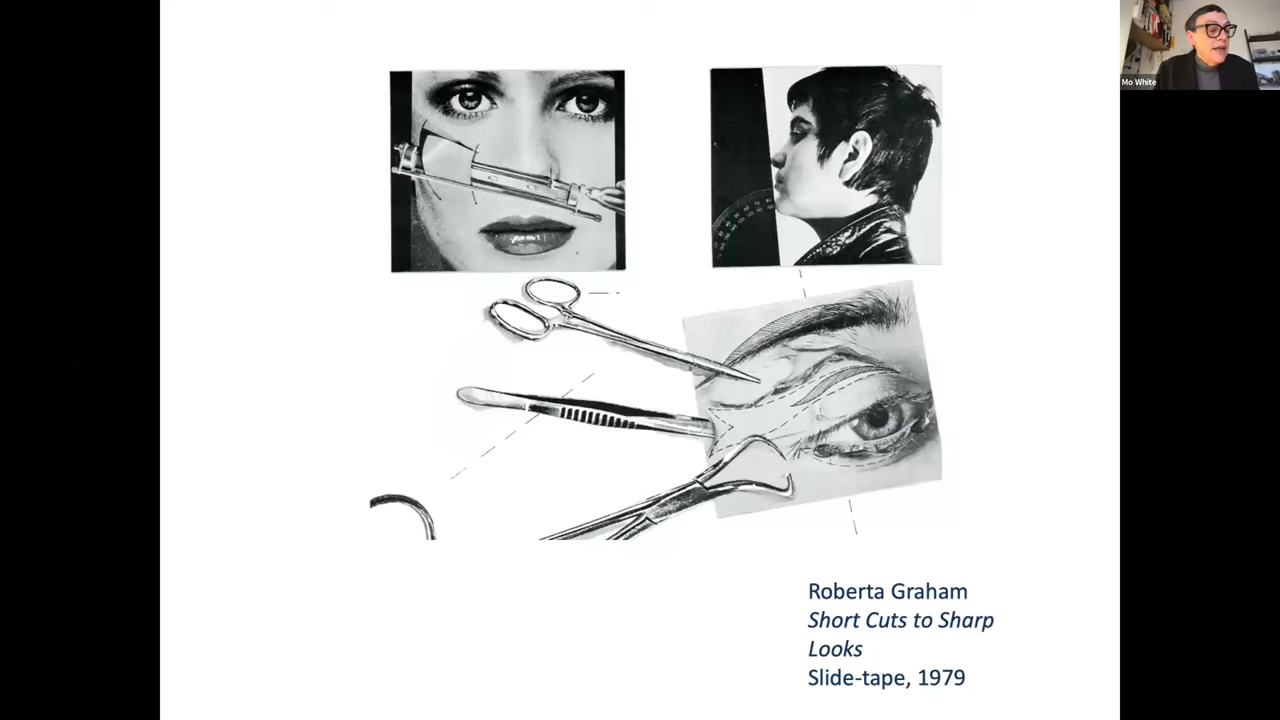 Mo White
Roberta Graham
Short Cuts to Sharp
Looks
Slide-tape, 1979